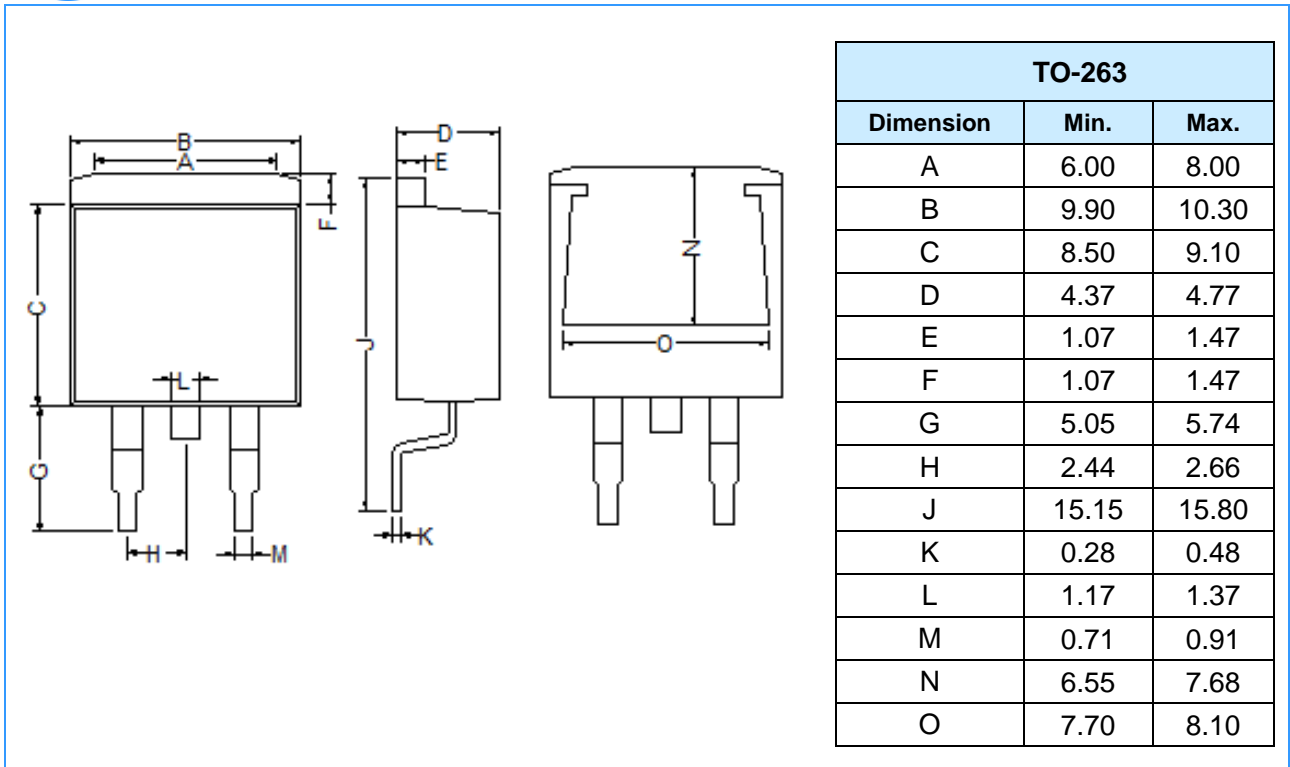 B
A
F
C
L
G
H
M
D
E
J
K
N
O
TO-263
Dimension Min. Max.
A 6.00 8.00
B 9.90 10.30
C 8.50 9.10
D 4.37 4.77
E 1.07 1.47
F 1.07 1.47
G 5.05 5.74
H 2.44 2.66
J 15.15 15.80
K 0.28 0.48
L 1.17 1.37
M 0.71 0.91
N 6.55 7.68
O 7.70 8.10